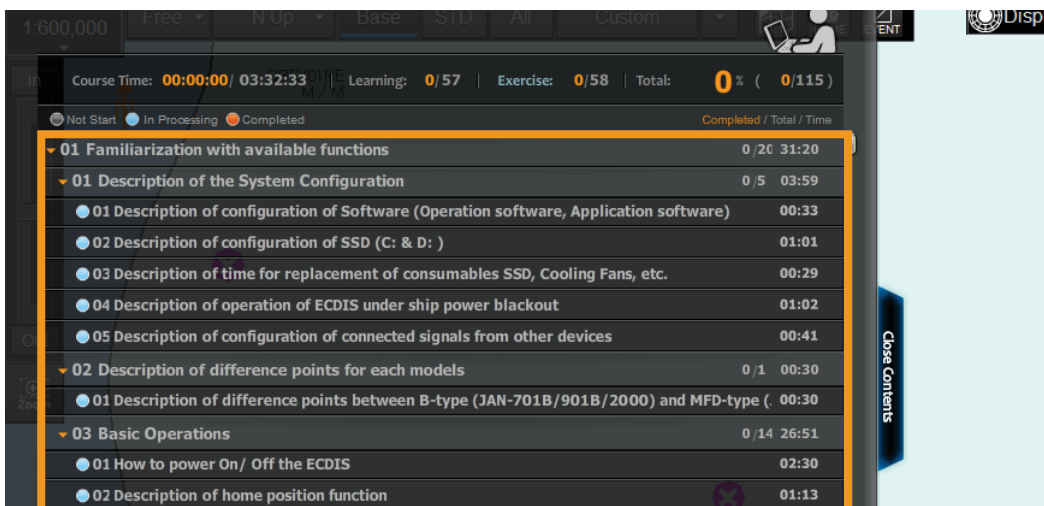 1:600,000 Free N Up Base STD All Custom
EVENT Disp
In
Course Time: 00:00:00/ 03:32:33 | Learning: 0/57 | Exercise: 0/58 | Total: 0 % ( 0/115 )
M / M
Not Start In Processing Completed Completed / Total / Time
01 Familiarization with available functions 0/20 31:20
01 Description of the System Configuration 0/5 03:59
01 Description of configuration of Software (Operation software, Application software) 00:33
02 Description of configuration of SSD (C: & D: ) 01:01
03 Description of time for replacement of consumables SSD, Cooling Fans, etc. 00:29
04 Description of operation of ECDIS under ship power blackout 01:02
05 Description of configuration of connected signals from other devices 00:41
02 Description of difference points for each models 0/1 00:30
Zoom
01 Description of difference points between B-type (JAN-701B/901B/2000) and MFD-type (. 00:30
03 Basic Operations 0/14 26:51
01 How to power On/ Off the ECDIS 02:30
02 Description of home position function 01:13
Close Contents